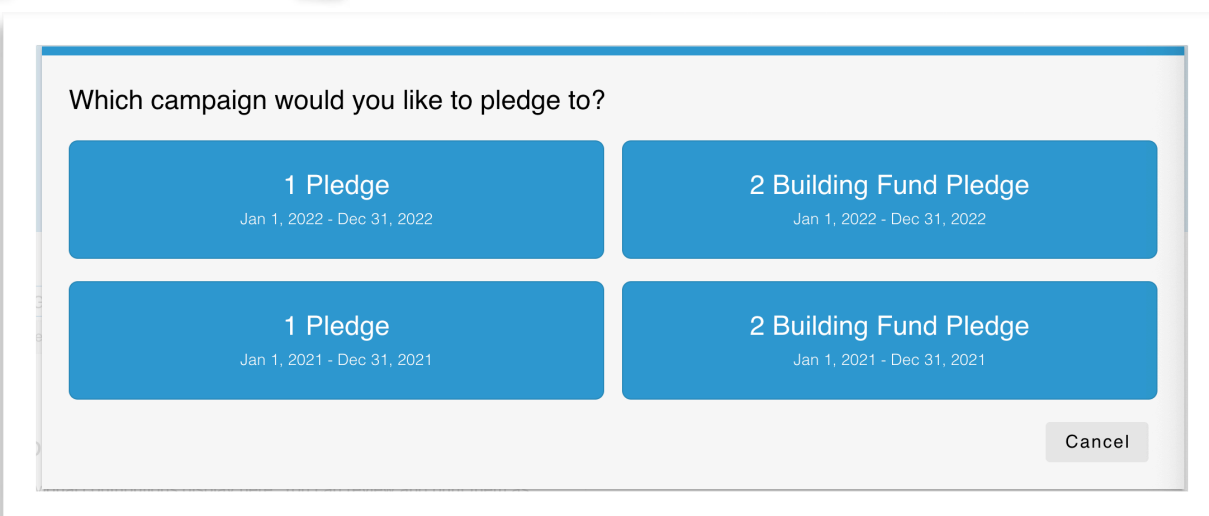 Which campaign would you like to pledge to?
1 Pledge
Jan 1, 2022 - Dec 31, 2022
2 Building Fund Pledge
Jan 1, 2022 - Dec 31, 2022
1 Pledge
Jan 1, 2021 - Dec 31, 2021
2 Building Fund Pledge
Jan 1, 2021 - Dec 31, 2021
Cancel